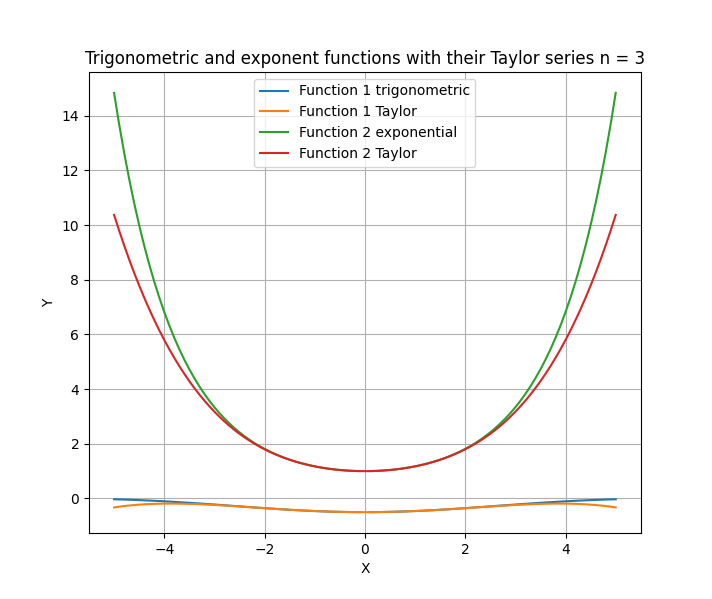 Trigonometric and exponent functions with their Taylor series n = 3
Function 1 trigonometric
Function 1 Taylor
Function 2 exponential
Function 2 Taylor
14
12
10
8
6
4
2
0
Y
−4
−2
0
2
4
X